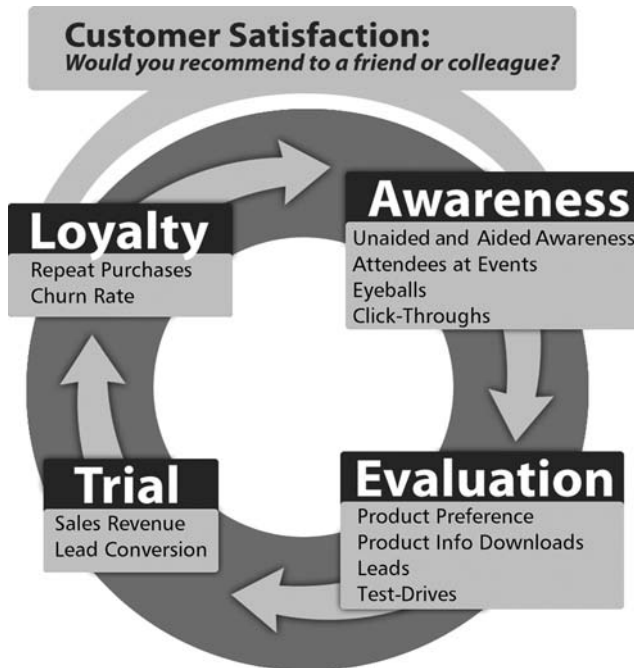 Customer Satisfaction:
Would you recommend to a friend or colleague?
Awareness
Unaided and Aided Awareness
Attendees at Events
Eyeballs
Click-Throughs
Evaluation
Product Preference
Product Info Downloads
Leads
Test-Drives
Trial
Sales Revenue
Lead Conversion
Loyalty
Repeat Purchases
Churn Rate